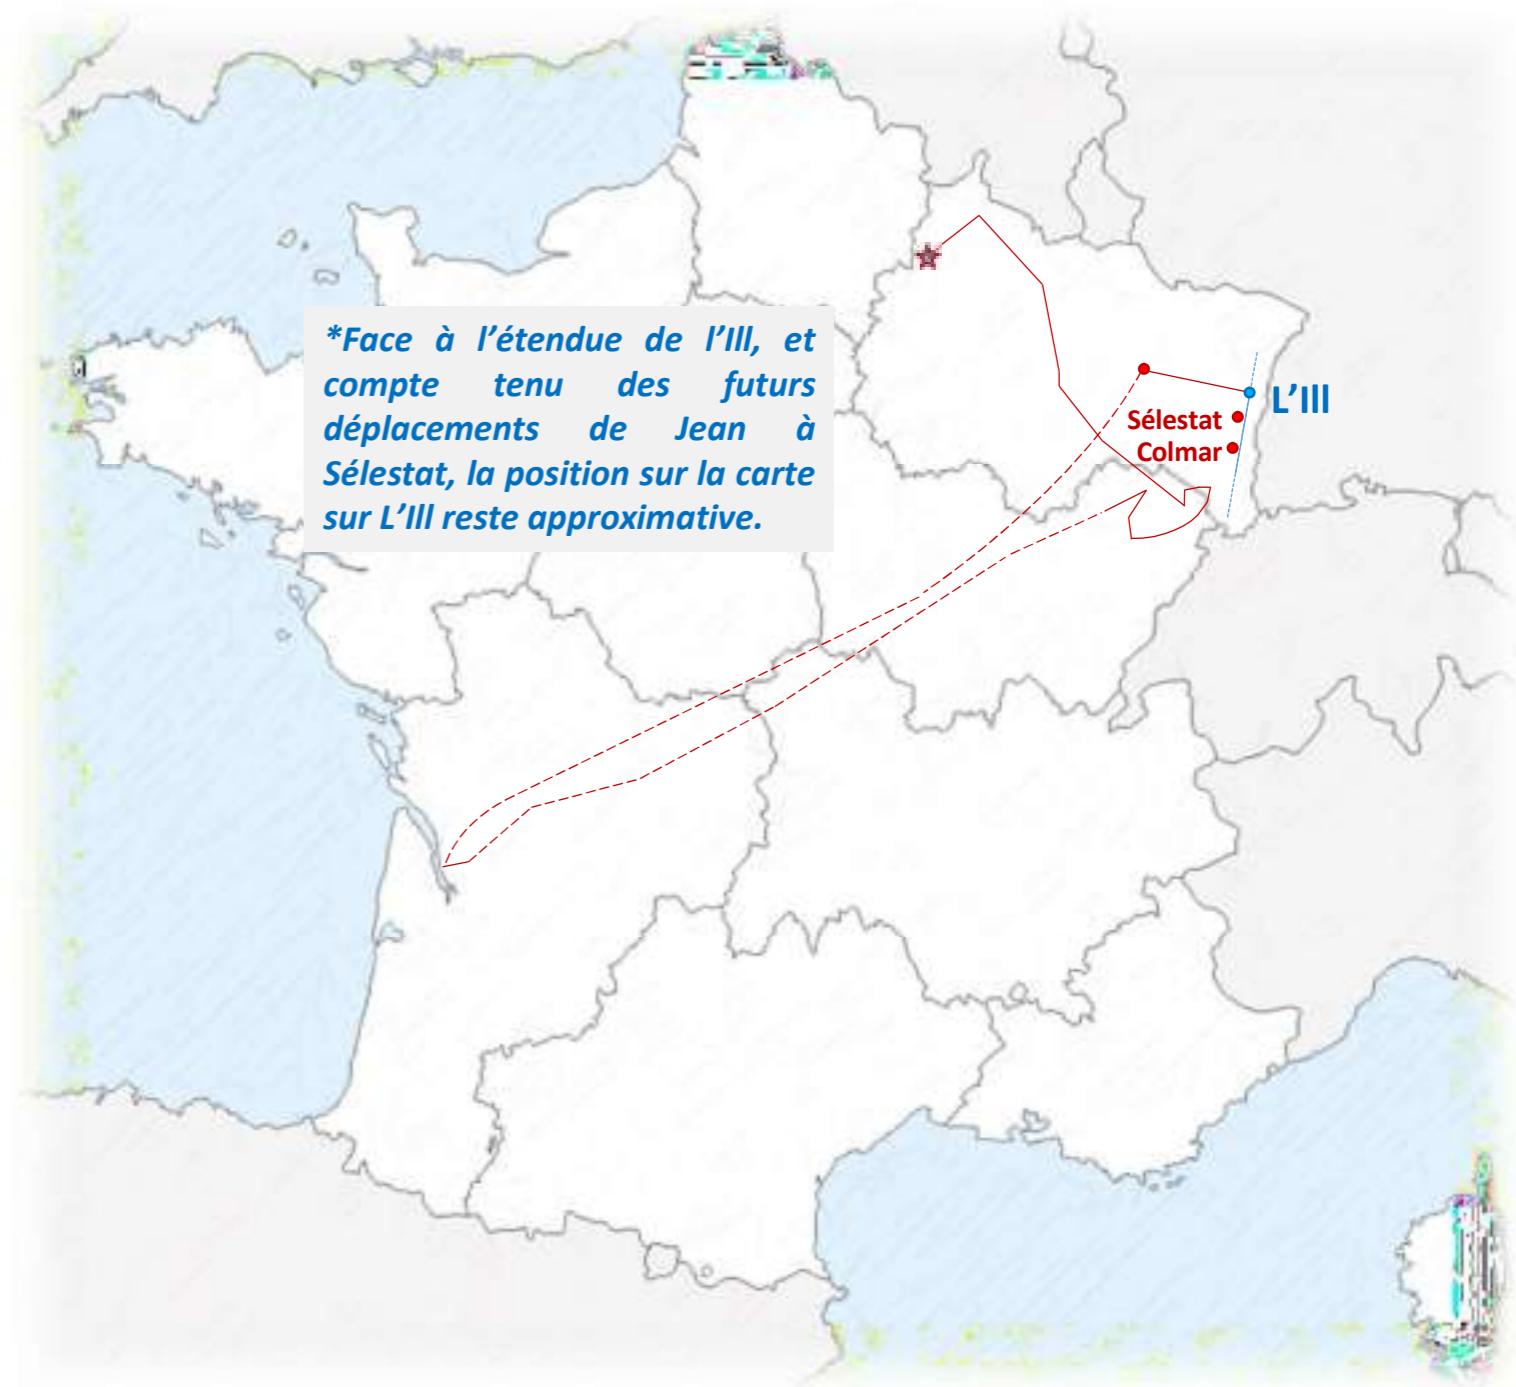 *Face à l'étendue de l'Ill, et
compte tenu des futurs
déplacements de Jean à
Sélestat, la position sur la carte
sur L'Ill reste approximative.
L'Ill
Sélestat
Colmar